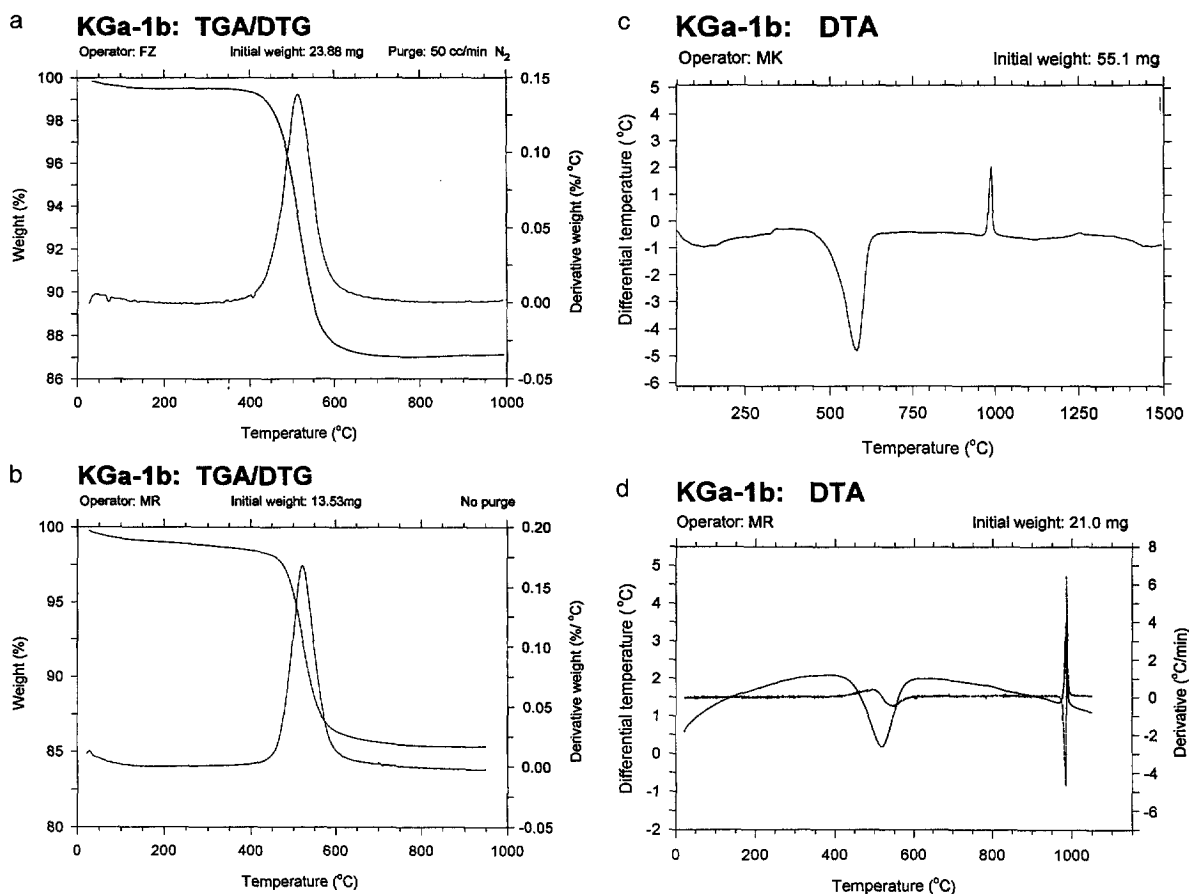 a
KGa-1b: TGA/DTG
Operator: FZ Initial weight: 23.88 mg Purge: 50 cc/min N2
100
98
96
94
92
90
88
86
Weight (%)
0.15
0.10
0.05
0.00
-0.05
Derivative weight (%/ °C)
0 200 400 600 800 1000
Temperature (°C)
b
KGa-1b: TGA/DTG
Operator: MR Initial weight: 13.53mg No purge
100
95
90
85
80
Weight (%)
0.20
0.15
0.10
0.05
0.00
-0.05
Derivative weight (%/ °C)
0 200 400 600 800 1000
Temperature (°C)
c
KGa-1b: DTA
Operator: MK Initial weight: 55.1 mg
5
4
3
2
1
0
-1
-2
-3
-4
-5
-6
Differential temperature (°C)
250 500 750 1000 1250 1500
Temperature (°C)
d
KGa-1b: DTA
Operator: MR Initial weight: 21.0 mg
5
4
3
2
1
0
-1
-2
Differential temperature (°C)
8
6
4
2
0
-2
-4
-6
Derivative (°C/min)
0 200 400 600 800 1000
Temperature (°C)